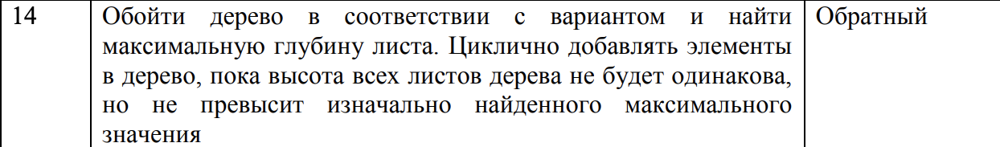 14 Обойти дерево в соответствии с вариантом и найти Обратный
максимальную глубину листа. Циклично добавлять элементы
в дерево, пока высота всех листов дерева не будет одинакова,
но не превысит изначально найденного максимального
значения